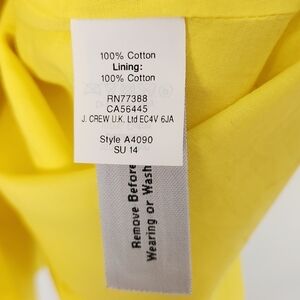 100% Cotton
Lining:
100% Cotton
RN77388
CA56445
J. CREW U.K. Ltd EC4V 6JA
Style A4090
SU 14
Remove Before
Wearing or Wash